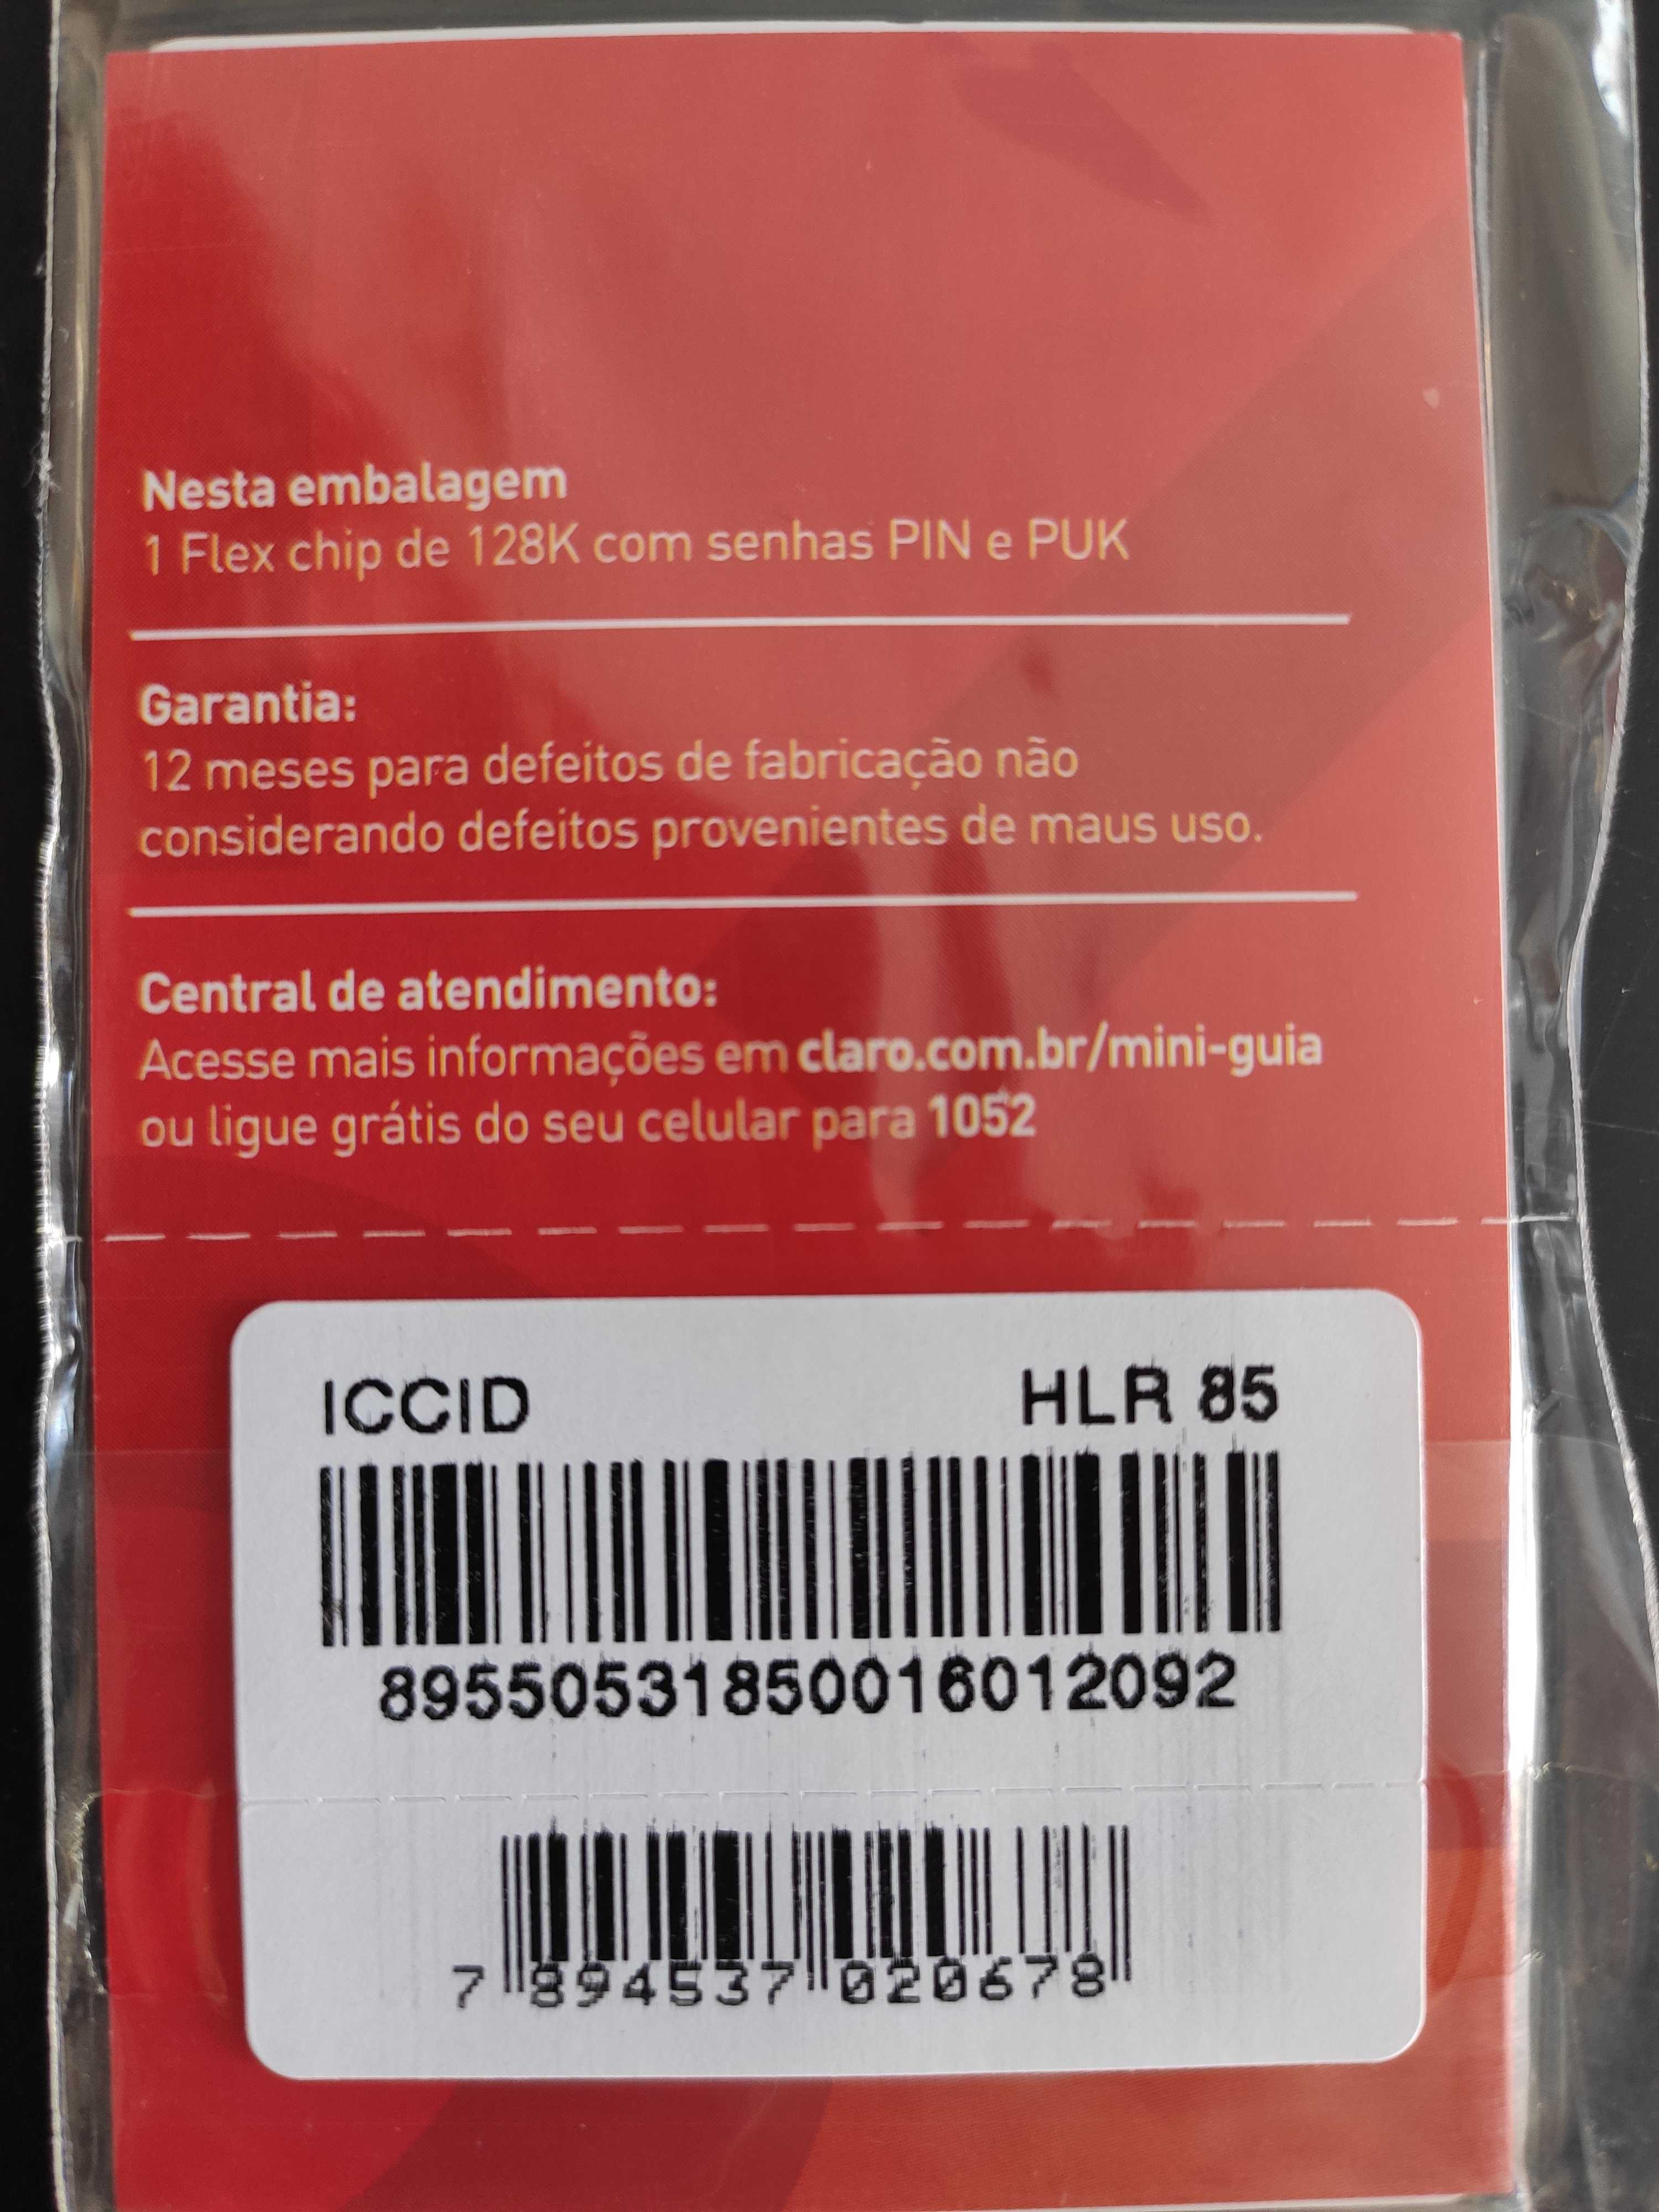 Nesta embalagem
1 Flex chip de 128K com senhas PIN e PUK
Garantia:
12 meses para defeitos de fabricação não
considerando defeitos provenientes de maus uso.
Central de atendimento:
Acesse mais informações em claro.com.br/mini-guia
ou ligue grátis do seu celular para 1052
ICCID HLR 85
89550531850016012092
7 894537 020678